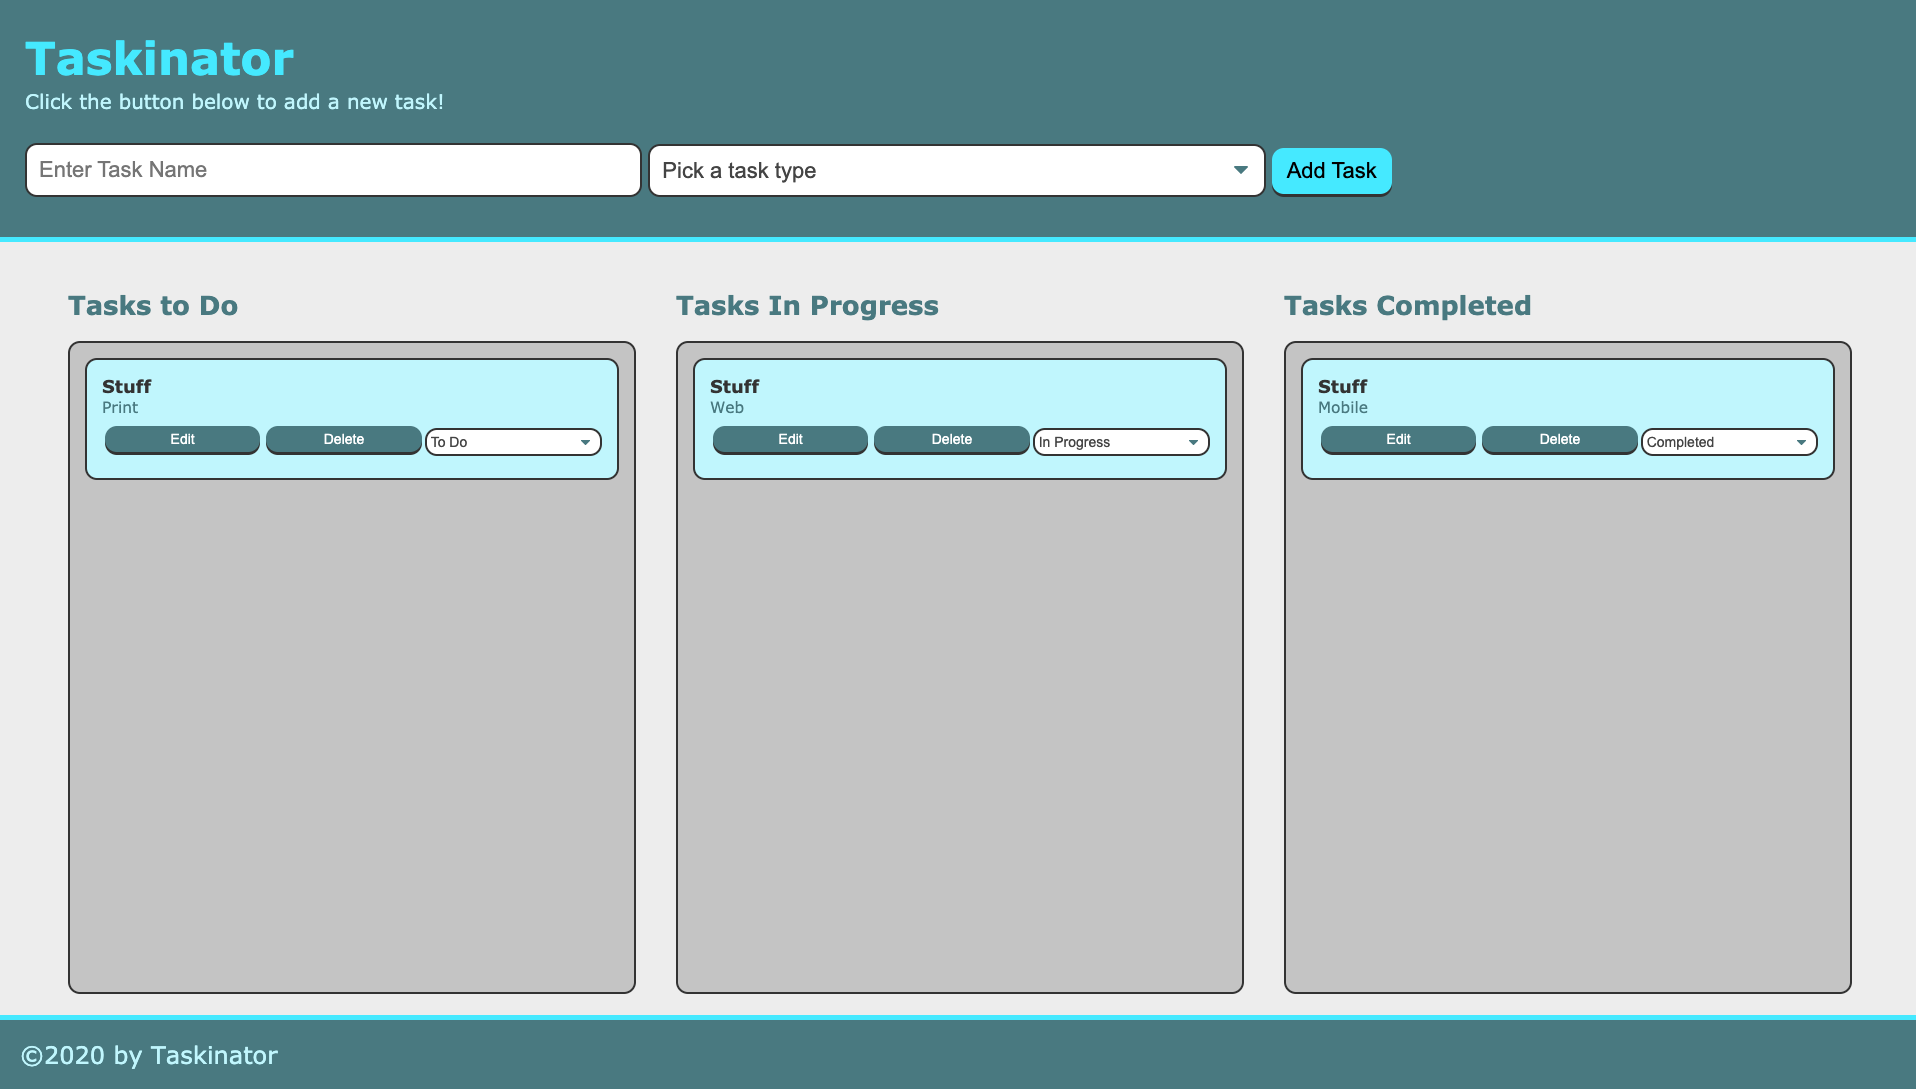 Taskinator
Click the button below to add a new task!
Enter Task Name
Pick a task type
Add Task
Tasks to Do
Stuff
Print
Edit
Delete
To Do
Tasks In Progress
Stuff
Web
Edit
Delete
In Progress
Tasks Completed
Stuff
Mobile
Edit
Delete
Completed
©2020 by Taskinator